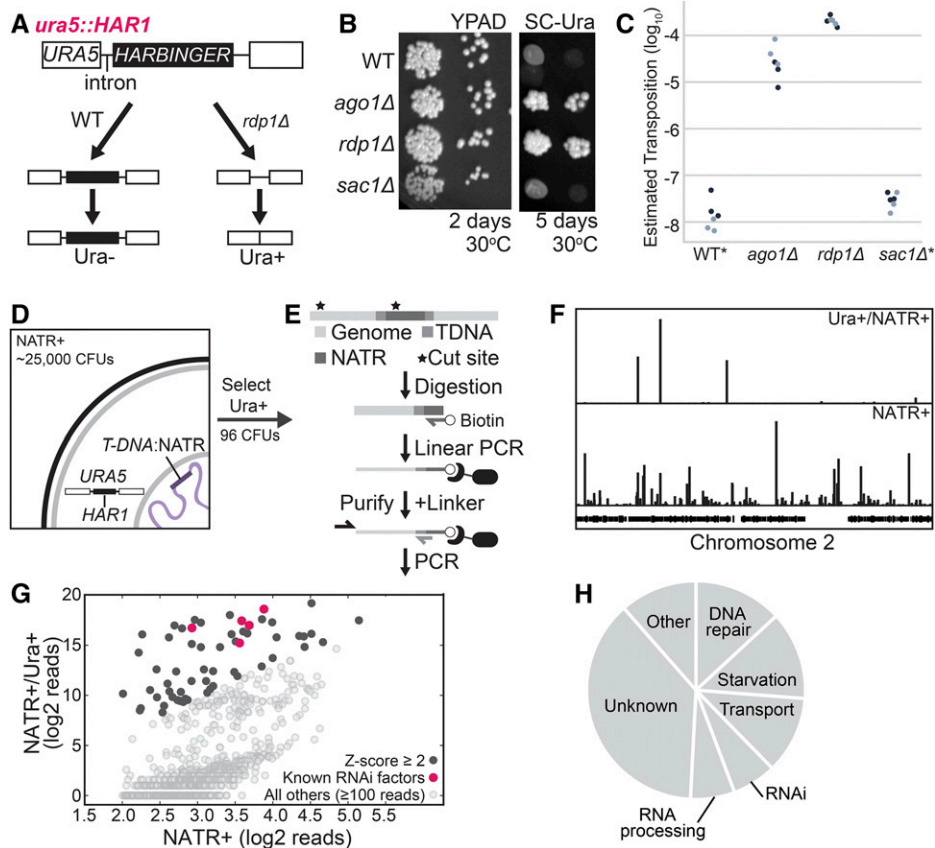 A ura5::HAR1
URA5 HARBINGER
intron
WT
rdp1Δ
Ura-
Ura+
B
YPAD
SC-Ura
WT
ago1Δ
rdp1Δ
sac1Δ
2 days
30°C
5 days
30°C
C
Estimated Transposition (log10)
-4
-5
-6
-7
-8
WT* ago1Δ rdp1Δ sac1Δ*
D
NATR+
~25,000 CFUs
T-DNA:NATR
URA5
HAR1
Select
Ura+
96 CFUs
E
Genome TDNA
NATR Cut site
Digestion
Biotin
Linear PCR
Purify +Linker
PCR
F
Ura+/NATR+
NATR+
Chromosome 2
G
NATR+/Ura+
(log2 reads)
20
15
10
5
0
Z-score ≥ 2
Known RNAi factors
All others (≥100 reads)
1.5 2.0 2.5 3.0 3.5 4.0 4.5 5.0 5.5
NATR+ (log2 reads)
H
Other
DNA
repair
Starvation
Transport
Unknown
RNAi
RNA
processing